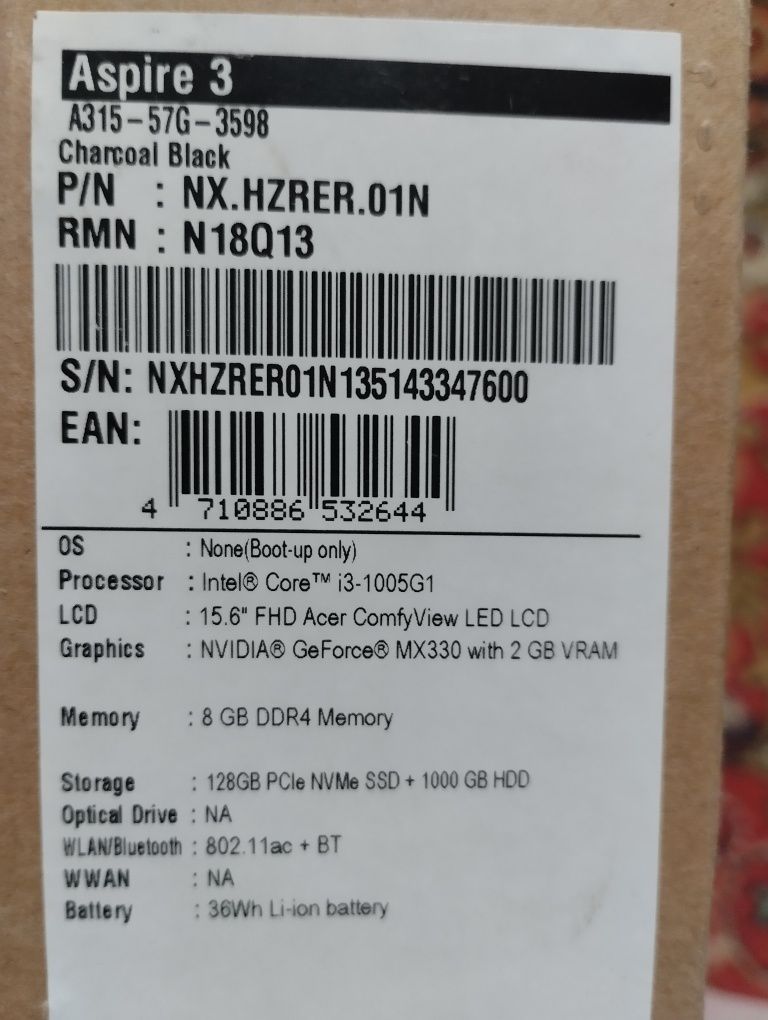 Aspire 3
A315-57G-3598
Charcoal Black
P/N : NX.HZRER.01N
RMN : N18Q13
S/N: NXHZRER01N135143347600
EAN:
4 710886 532644
OS : None(Boot-up only)
Processor : Intel® Core™ i3-1005G1
LCD : 15.6" FHD Acer ComfyView LED LCD
Graphics : NVIDIA® GeForce® MX330 with 2 GB VRAM
Memory : 8 GB DDR4 Memory
Storage : 128GB PCIe NVMe SSD + 1000 GB HDD
Optical Drive : NA
WLAN/Bluetooth : 802.11ac + BT
WWAN : NA
Battery : 36Wh Li-ion battery